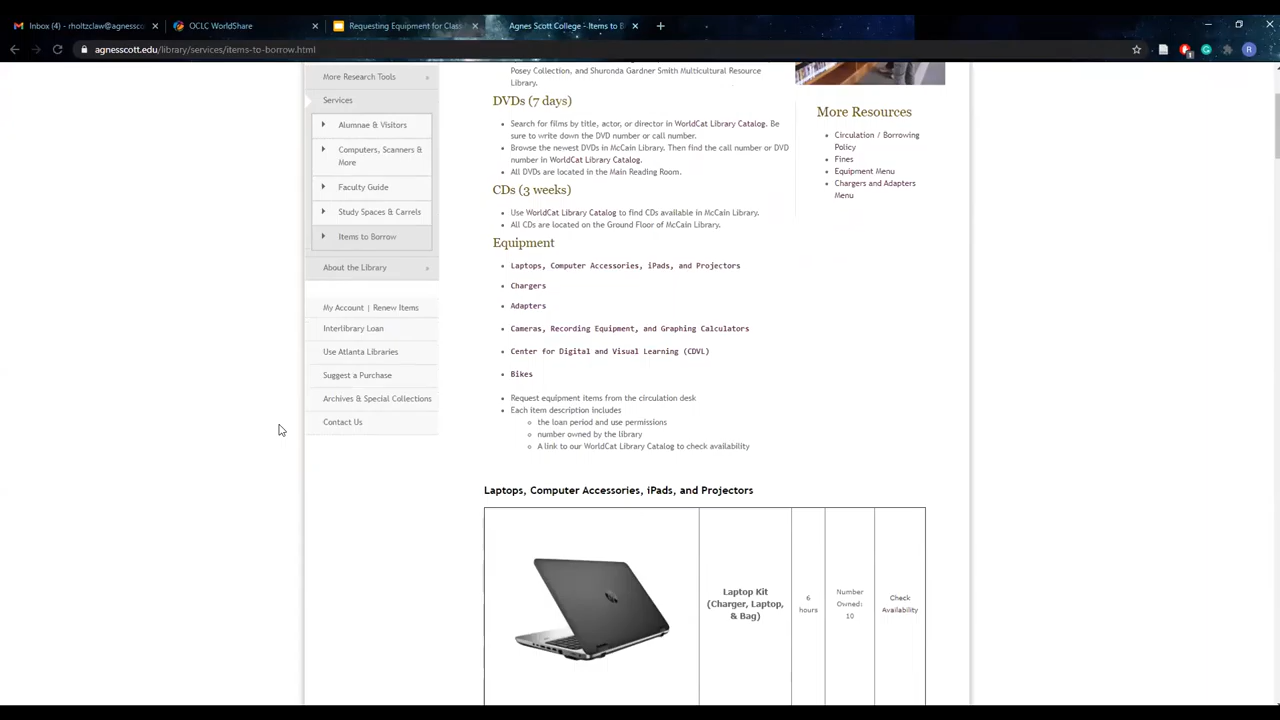 Inbox (4) - rholtzclaw@agnessc
OCLC WorldShare
Requesting Equipment for Class
Agnes Scott College - Items to B
agnesscott.edu/library/services/items-to-borrow.html
R
More Research Tools »
Services
Alumnae & Visitors
Computers, Scanners &
More
Faculty Guide
Study Spaces & Carrels
Items to Borrow
About the Library »
My Account | Renew Items
Interlibrary Loan
Use Atlanta Libraries
Suggest a Purchase
Archives & Special Collections
Contact Us
Posey Collection, and Shuronda Gardner Smith Multicultural Resource
Library.
DVDs (7 days)
• Search for films by title, actor, or director in WorldCat Library Catalog. Be
sure to write down the DVD number or call number.
• Browse the newest DVDs in McCain Library. Then find the call number or DVD
number in WorldCat Library Catalog.
• All DVDs are located in the Main Reading Room.
CDs (3 weeks)
• Use WorldCat Library Catalog to find CDs available in McCain Library.
• All CDs are located on the Ground Floor of McCain Library.
Equipment
• Laptops, Computer Accessories, iPads, and Projectors
• Chargers
• Adapters
• Cameras, Recording Equipment, and Graphing Calculators
• Center for Digital and Visual Learning (CDVL)
• Bikes
• Request equipment items from the circulation desk
• Each item description includes
the loan period and use permissions
number owned by the library
A link to our WorldCat Library Catalog to check availability
Laptops, Computer Accessories, iPads, and Projectors
Laptop Kit
(Charger, Laptop,
& Bag)
6
hours
Number
Owned:
10
Check
Availability
More Resources
• Circulation / Borrowing
Policy
• Fines
• Equipment Menu
• Chargers and Adapters
Menu